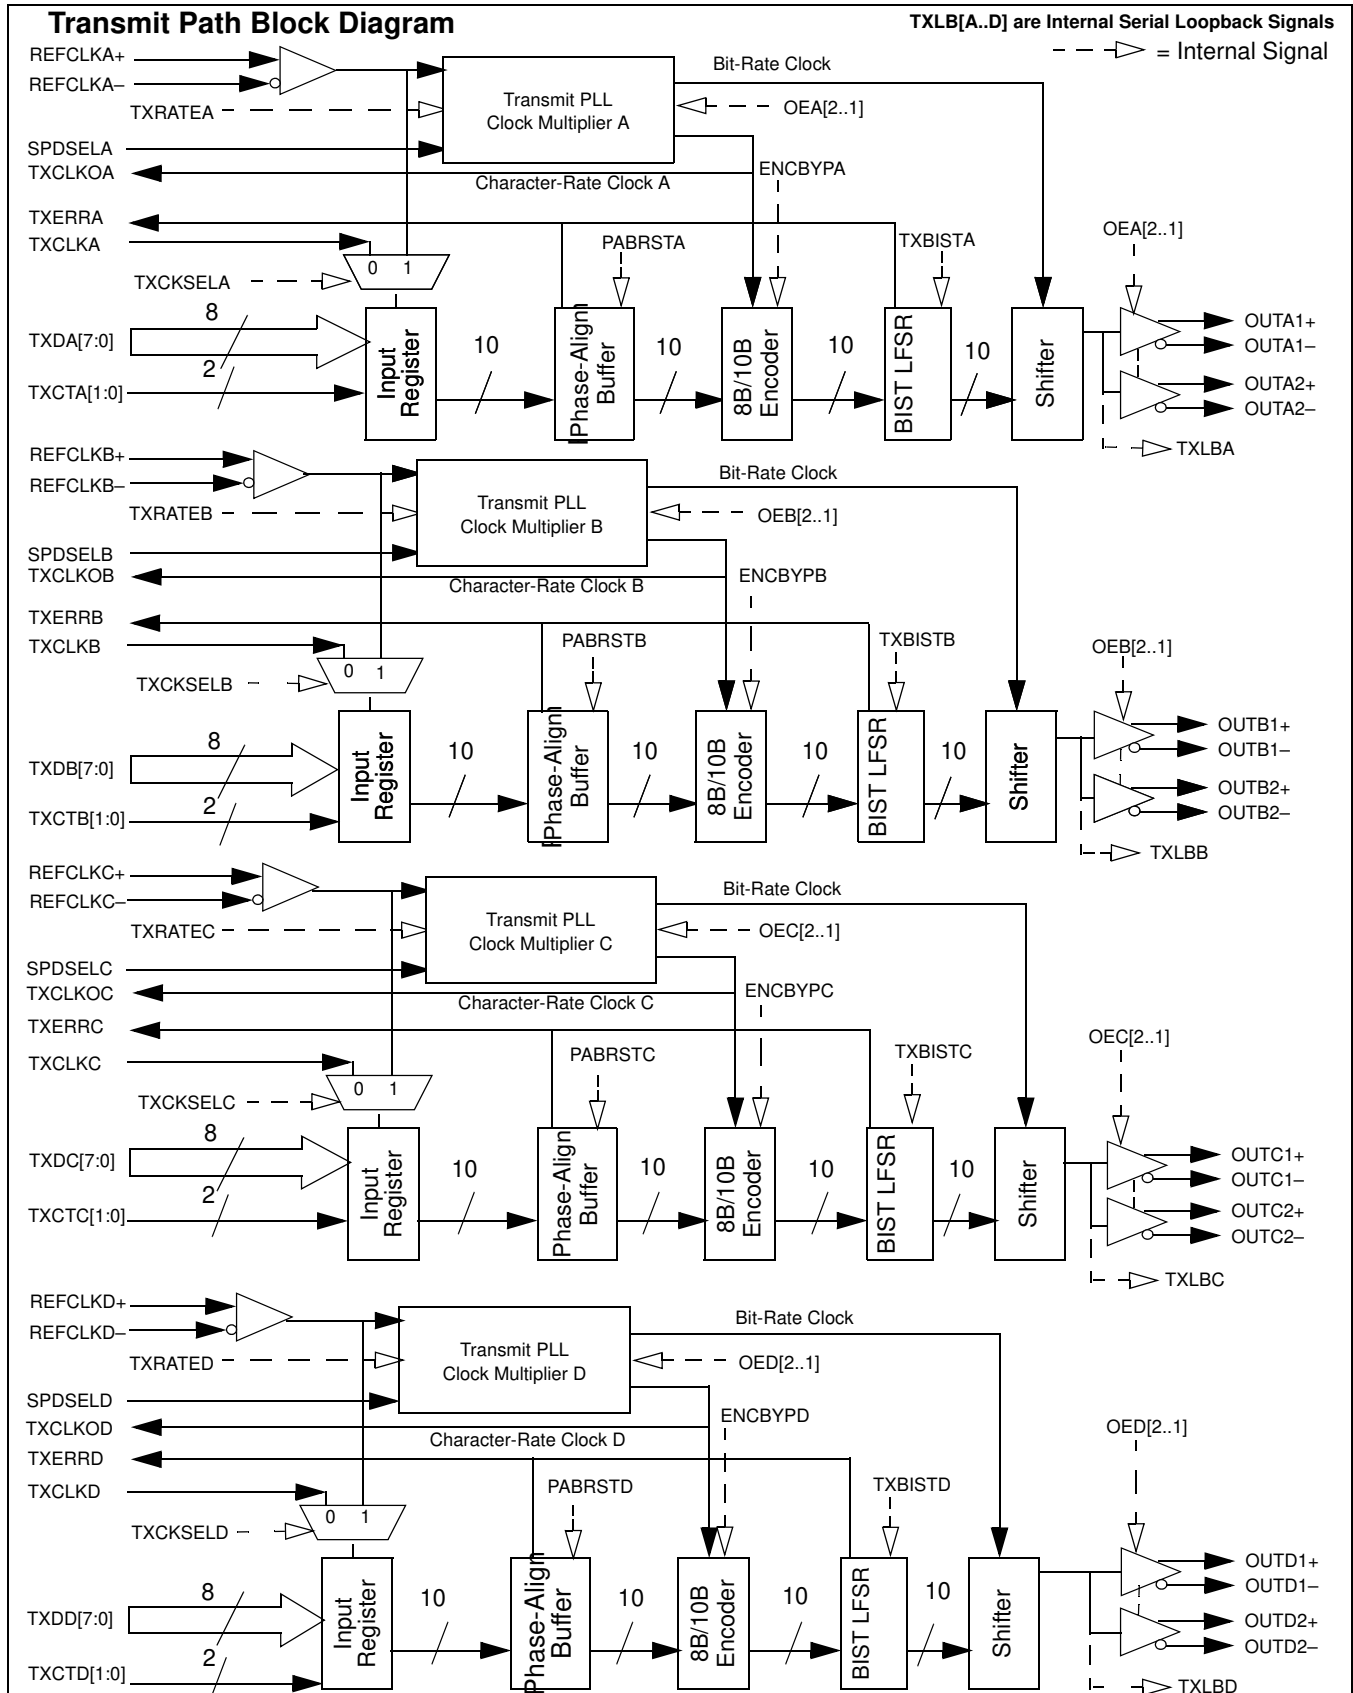 Transmit Path Block Diagram
TXLB[A..D] are Internal Serial Loopback Signals
= Internal Signal
REFCLKA+
REFCLKA–
TXRATEA
SPDSELA
TXCLKOA
TXERRA
TXCLKA
TXCKSELA
Transmit PLL
Clock Multiplier A
Bit-Rate Clock
OEA[2..1]
Character-Rate Clock A
ENCBYPA
PABRSTA
TXBISTA
OEA[2..1]
0 1
8
TXDA[7:0]
2
TXCTA[1:0]
Input
Register
10
Phase-Align
Buffer
10
8B/10B
Encoder
10
BIST LFSR
10
Shifter
OUTA1+
OUTA1–
OUTA2+
OUTA2–
TXLBA
REFCLKB+
REFCLKB–
TXRATEB
SPDSELB
TXCLKOB
TXERRB
TXCLKB
TXCKSELB
Transmit PLL
Clock Multiplier B
Bit-Rate Clock
OEB[2..1]
Character-Rate Clock B
ENCBYPB
PABRSTB
TXBISTB
OEB[2..1]
0 1
8
TXDB[7:0]
2
TXCTB[1:0]
Input
Register
10
Phase-Align
Buffer
10
8B/10B
Encoder
10
BIST LFSR
10
Shifter
OUTB1+
OUTB1–
OUTB2+
OUTB2–
TXLBB
REFCLKC+
REFCLKC–
TXRATEC
SPDSELC
TXCLKOC
TXERRC
TXCLKC
TXCKSELC
Transmit PLL
Clock Multiplier C
Bit-Rate Clock
OEC[2..1]
Character-Rate Clock C
ENCBYPC
PABRSTC
TXBISTC
OEC[2..1]
0 1
8
TXDC[7:0]
2
TXCTC[1:0]
Input
Register
10
Phase-Align
Buffer
10
8B/10B
Encoder
10
BIST LFSR
10
Shifter
OUTC1+
OUTC1–
OUTC2+
OUTC2–
TXLBC
REFCLKD+
REFCLKD–
TXRATED
SPDSELD
TXCLKOD
TXERRD
TXCLKD
TXCKSELD
Transmit PLL
Clock Multiplier D
Bit-Rate Clock
OED[2..1]
Character-Rate Clock D
ENCBYPD
PABRSTD
TXBISTD
OED[2..1]
0 1
8
TXDD[7:0]
2
TXCTD[1:0]
Input
Register
10
Phase-Align
Buffer
10
8B/10B
Encoder
10
BIST LFSR
10
Shifter
OUTD1+
OUTD1–
OUTD2+
OUTD2–
TXLBD